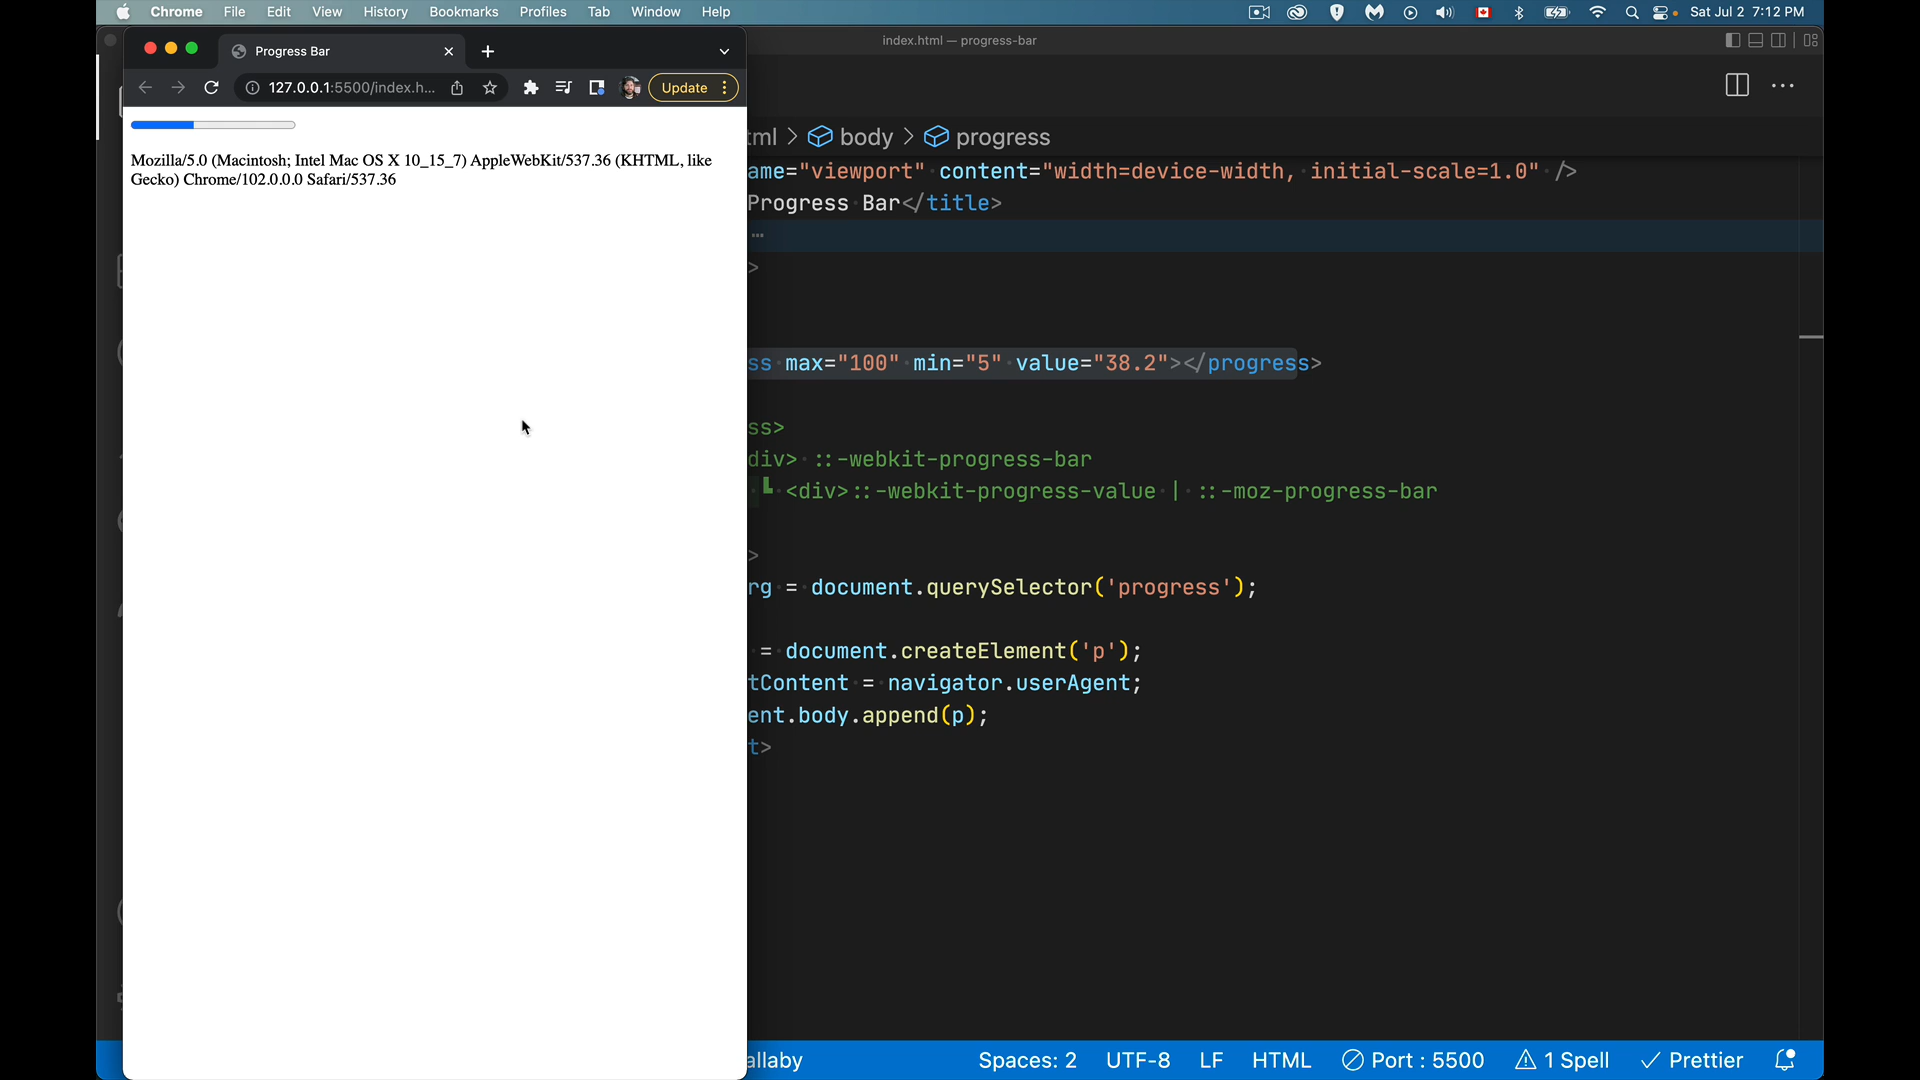 Chrome File Edit View History Bookmarks Profiles Tab Window Help Sat Jul 2 7:12 PM
index.html — progress-bar
Progress Bar
127.0.0.1:5500/index.h... Update
Mozilla/5.0 (Macintosh; Intel Mac OS X 10_15_7) AppleWebKit/537.36 (KHTML, like
Gecko) Chrome/102.0.0.0 Safari/537.36
tml > body > progress
ame="viewport" content="width=device-width, initial-scale=1.0" />
Progress Bar</title>
…
>
ss max="100" min="5" value="38.2"></progress>
ss>
div> ::-webkit-progress-bar
┗ <div>::-webkit-progress-value | ::-moz-progress-bar
>
rg = document.querySelector('progress');
= document.createElement('p');
tContent = navigator.userAgent;
ent.body.append(p);
t>
allaby Spaces: 2 UTF-8 LF HTML Port : 5500 1 Spell Prettier